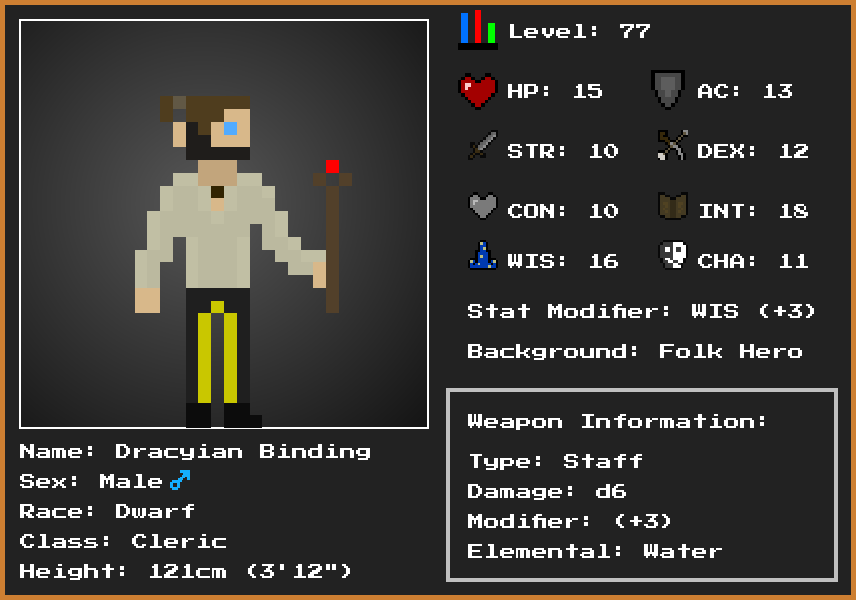 Level: 77
HP: 15
AC: 13
STR: 10
DEX: 12
CON: 10
INT: 18
WIS: 16
CHA: 11
Stat Modifier: WIS (+3)
Background: Folk Hero
Weapon Information:
Type: Staff
Damage: d6
Modifier: (+3)
Elemental: Water
Name: Dracyian Binding
Sex: Male♂
Race: Dwarf
Class: Cleric
Height: 121cm (3'12")